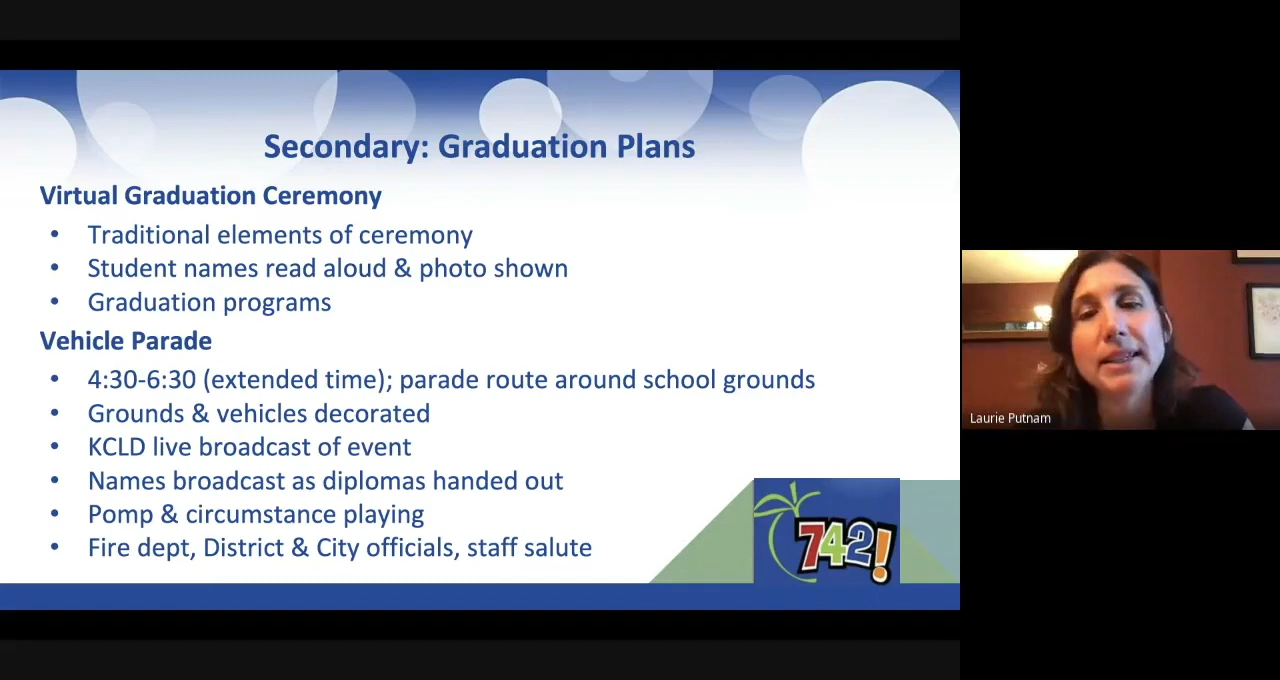 Secondary: Graduation Plans
Virtual Graduation Ceremony
• Traditional elements of ceremony
• Student names read aloud & photo shown
• Graduation programs
Vehicle Parade
• 4:30-6:30 (extended time); parade route around school grounds
• Grounds & vehicles decorated
• KCLD live broadcast of event
• Names broadcast as diplomas handed out
• Pomp & circumstance playing
• Fire dept, District & City officials, staff salute
742!
Laurie Putnam